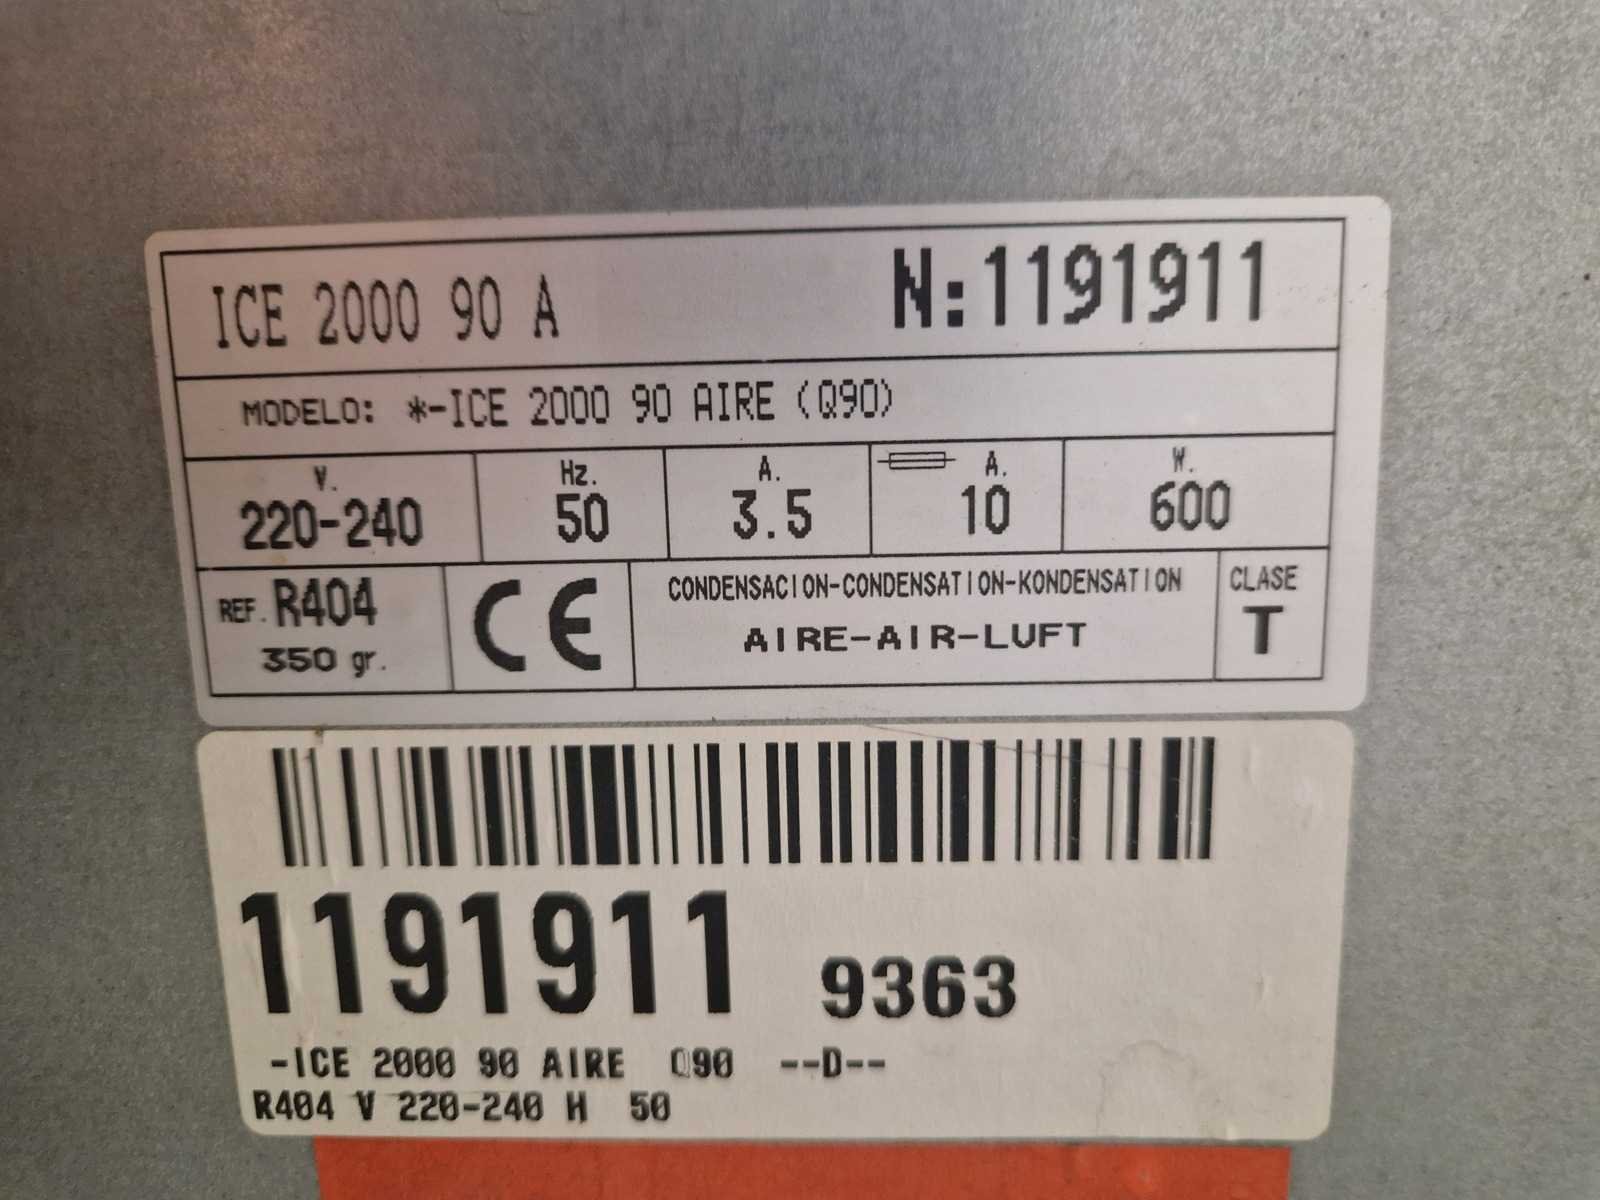 ICE 2000 90 A N:1191911
MODELO: *-ICE 2000 90 AIRE (Q90)
V. Hz. A. A. W.
220-240 50 3.5 10 600
REF. R404 CE CONDENSACION-CONDENSATION-KONDENSATION CLASE
350 gr. AIRE-AIR-LUFT T
1191911 9363
-ICE 2000 90 AIRE Q90 --D--
R404 V 220-240 H 50